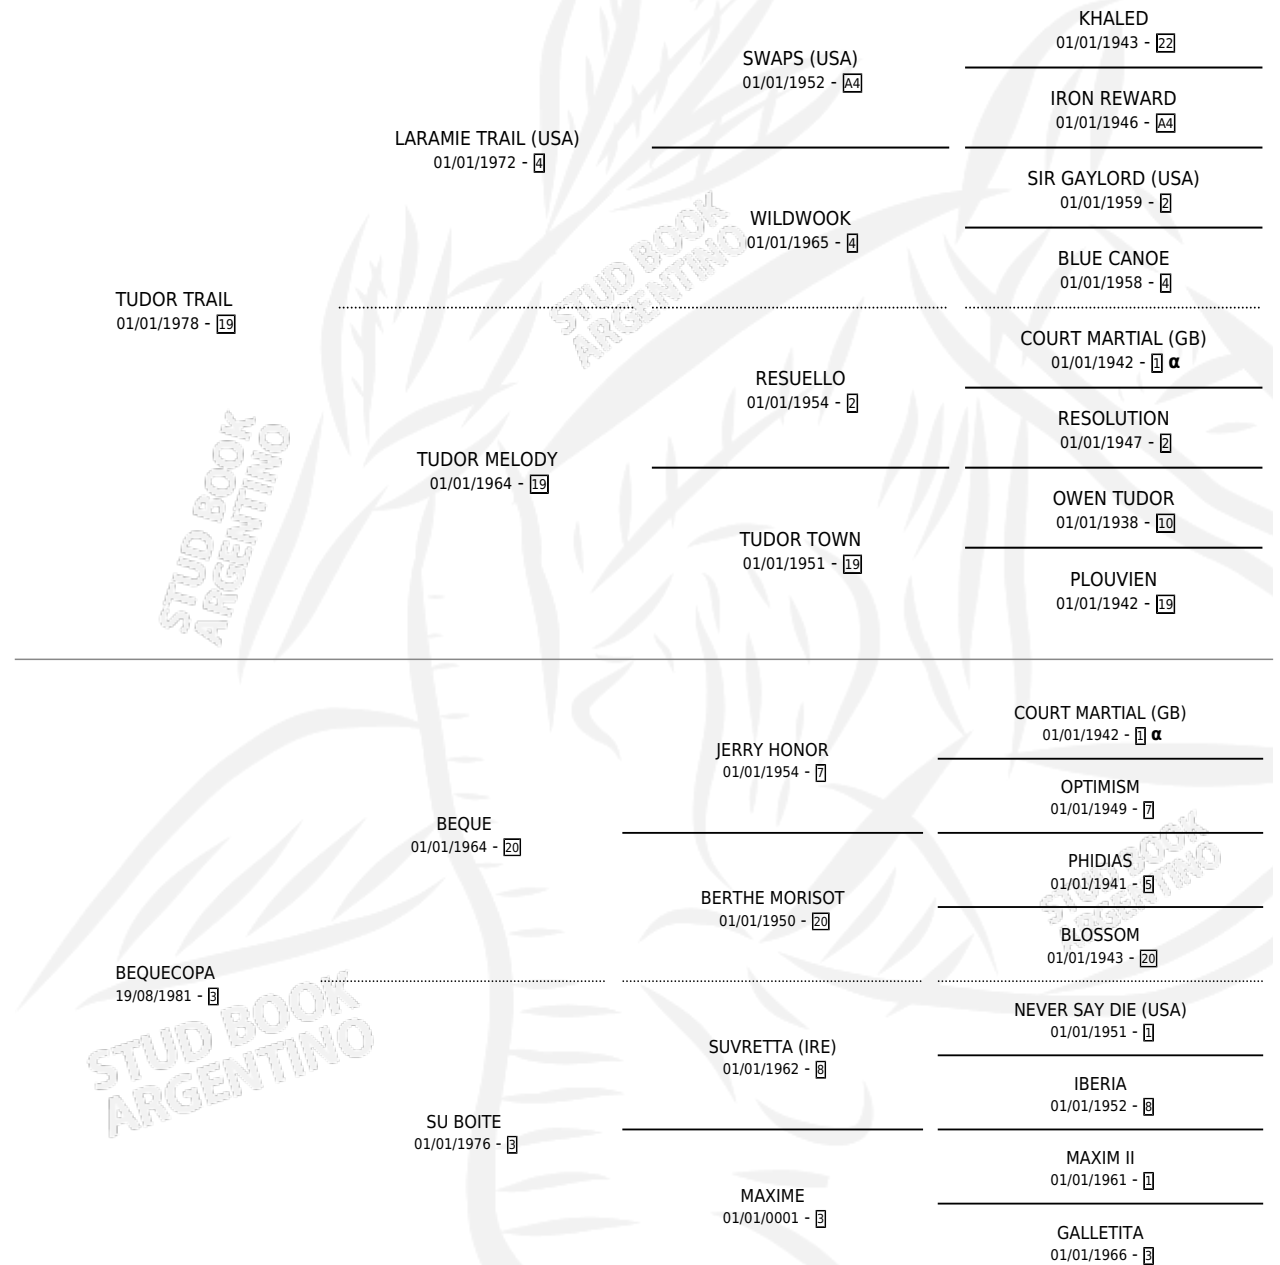 KHALED
01/01/1943 - 22
SWAPS (USA)
01/01/1952 - A4
IRON REWARD
01/01/1946 - A4
LARAMIE TRAIL (USA)
01/01/1972 - 4
SIR GAYLORD (USA)
01/01/1959 - 2
WILDWOOK
01/01/1965 - 4
BLUE CANOE
01/01/1958 - 4
TUDOR TRAIL
01/01/1978 - 19
COURT MARTIAL (GB)
01/01/1942 - 1 α
RESUELLO
01/01/1954 - 2
RESOLUTION
01/01/1947 - 2
TUDOR MELODY
01/01/1964 - 19
OWEN TUDOR
01/01/1938 - 10
TUDOR TOWN
01/01/1951 - 19
PLOUVIEN
01/01/1942 - 19
COURT MARTIAL (GB)
01/01/1942 - 1 α
JERRY HONOR
01/01/1954 - 7
OPTIMISM
01/01/1949 - 7
BEQUE
01/01/1964 - 20
PHIDIAS
01/01/1941 - 5
BERTHE MORISOT
01/01/1950 - 20
BLOSSOM
01/01/1943 - 20
BEQUECOPA
19/08/1981 - 3
NEVER SAY DIE (USA)
01/01/1951 - 1
SUVRETTA (IRE)
01/01/1962 - 8
IBERIA
01/01/1952 - 8
SU BOITE
01/01/1976 - 3
MAXIM II
01/01/1961 - 1
MAXIME
01/01/0001 - 3
GALLETITA
01/01/1966 - 3
STUD BOOK
ARGENTINO
STUD BOOK
ARGENTINO
STUD BOOK
ARGENTINO
STUD BOOK
ARGENTINO